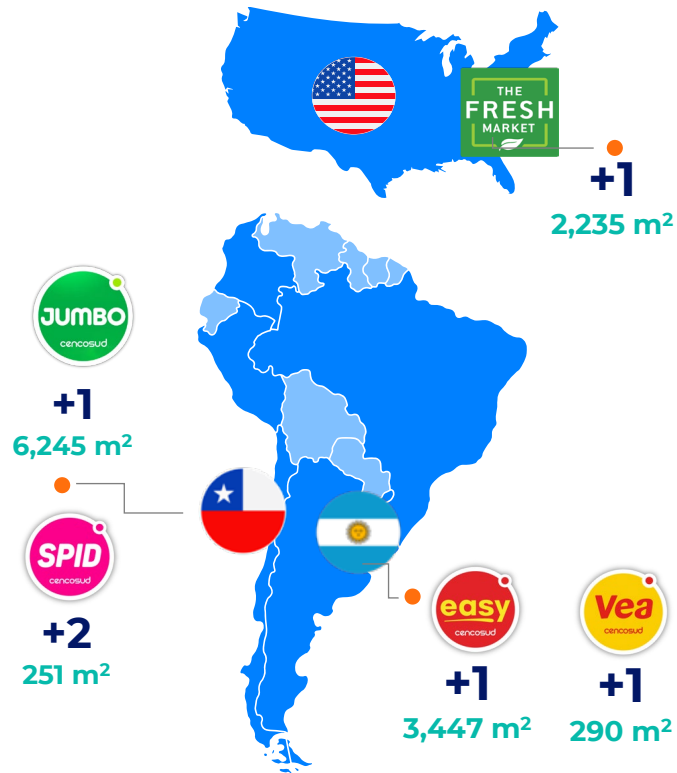 THE
FRESH
MARKET
+1
2,235 m²
JUMBO
cencosud
+1
6,245 m²
SPID
cencosud
+2
251 m²
easy
cencosud
+1
3,447 m²
Vea
cencosud
+1
290 m²